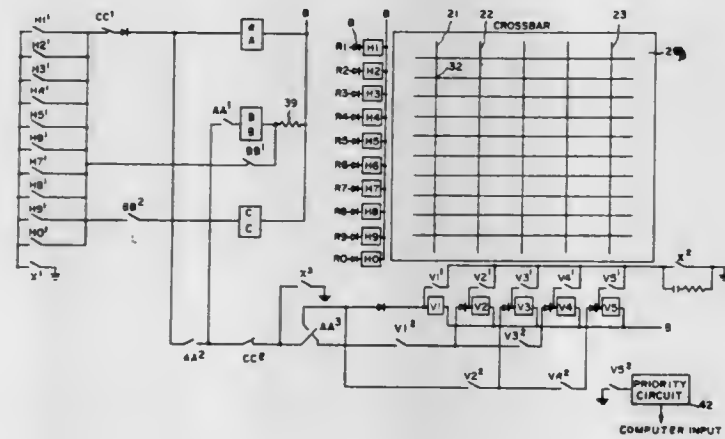 21
22
23
CROSSBAR
H1'
CC'
B
B
H2'
A
R1
H1
H3'
R2
H2
32
H4'
39
R3
H3
AA'
B
B
R4
H4
H5'
R5
H5
H6'
BB'
R6
H6
H7'
R7
H7
H8'
R8
H8
H9'
BB²
C
C
R9
H9
H0'
R0
H0
X'
V1'
V2'
V3'
V4'
V5'
X²
X³
V1
V2
V3
V4
V5
AA³
B
AA²
CC²
V1²
V3²
V2²
V4²
V5²
PRIORITY
CIRCUIT
42
COMPUTER INPUT